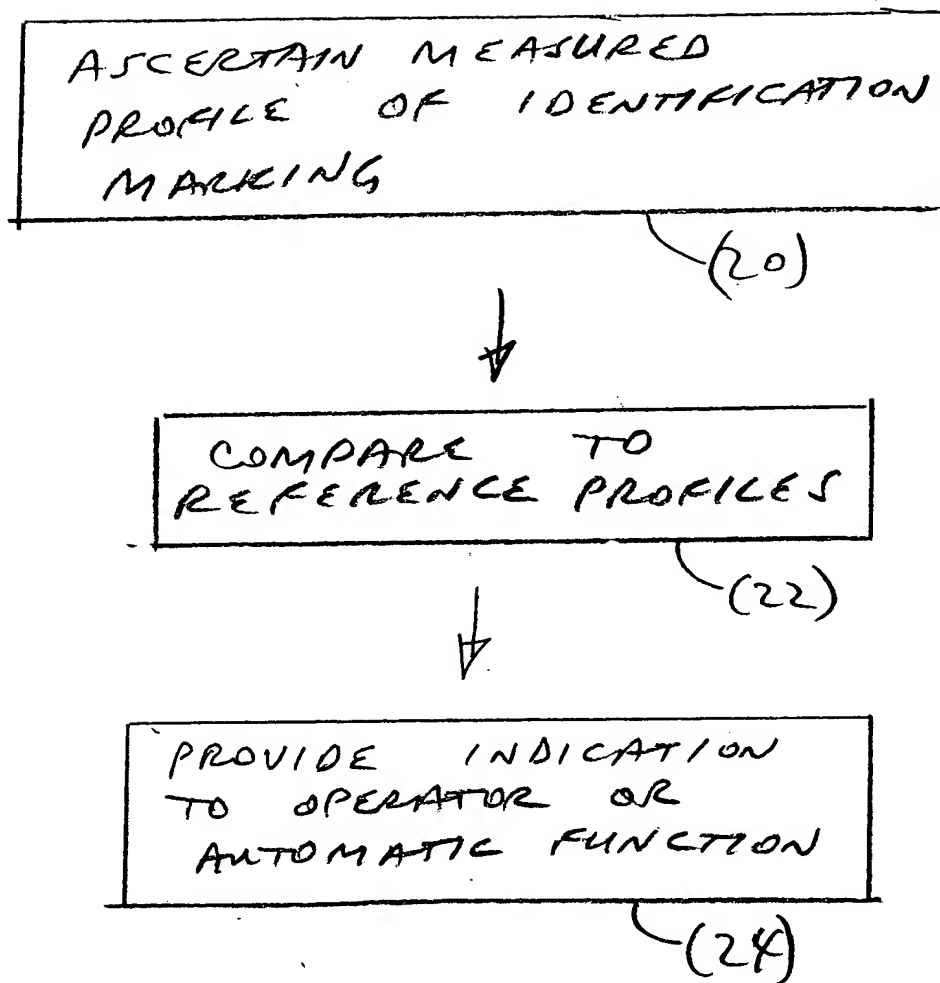 ASCERTAIN MEASURED
PROFILE OF IDENTIFICATION
MARKING
(20)
COMPARE TO
REFERENCE PROFILES
(22)
PROVIDE INDICATION
TO OPERATOR OR
AUTOMATIC FUNCTION
(24)